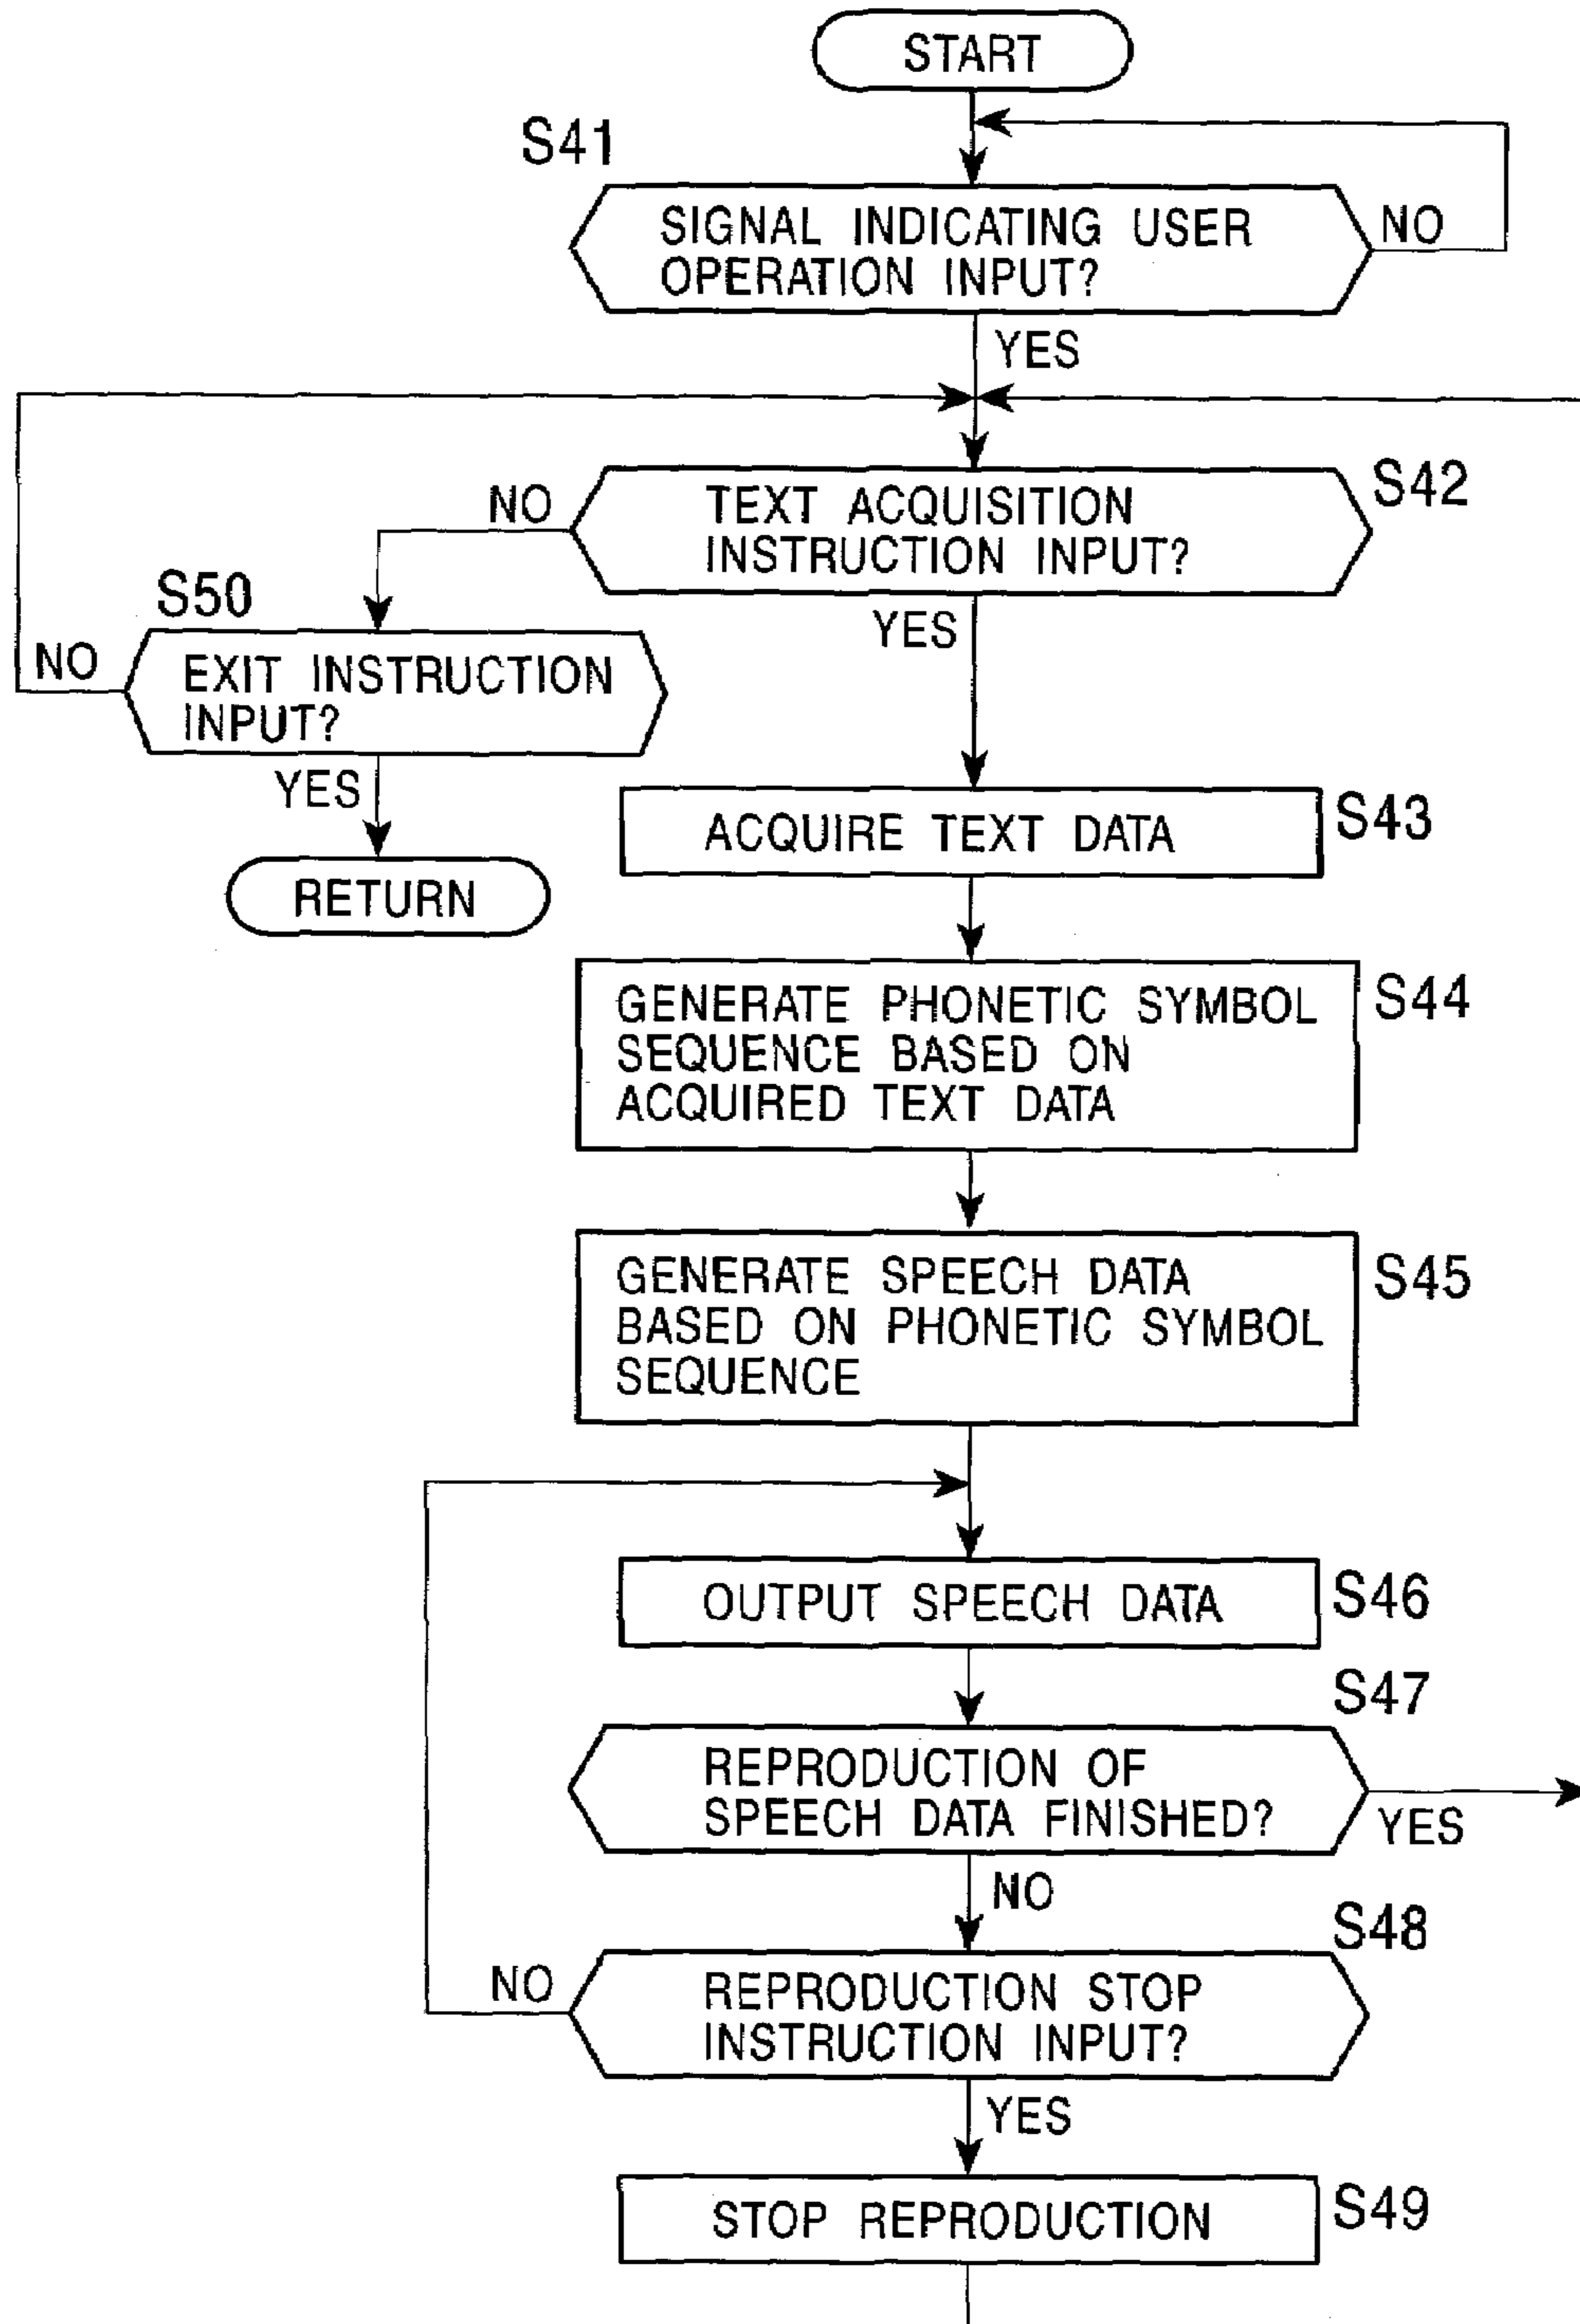 START
S41
SIGNAL INDICATING USER
OPERATION INPUT?
NO
YES
S42
TEXT ACQUISITION
INSTRUCTION INPUT?
NO
YES
S50
EXIT INSTRUCTION
INPUT?
NO
YES
RETURN
S43
ACQUIRE TEXT DATA
S44
GENERATE PHONETIC SYMBOL
SEQUENCE BASED ON
ACQUIRED TEXT DATA
S45
GENERATE SPEECH DATA
BASED ON PHONETIC SYMBOL
SEQUENCE
S46
OUTPUT SPEECH DATA
S47
REPRODUCTION OF
SPEECH DATA FINISHED?
YES
NO
S48
REPRODUCTION STOP
INSTRUCTION INPUT?
NO
YES
S49
STOP REPRODUCTION